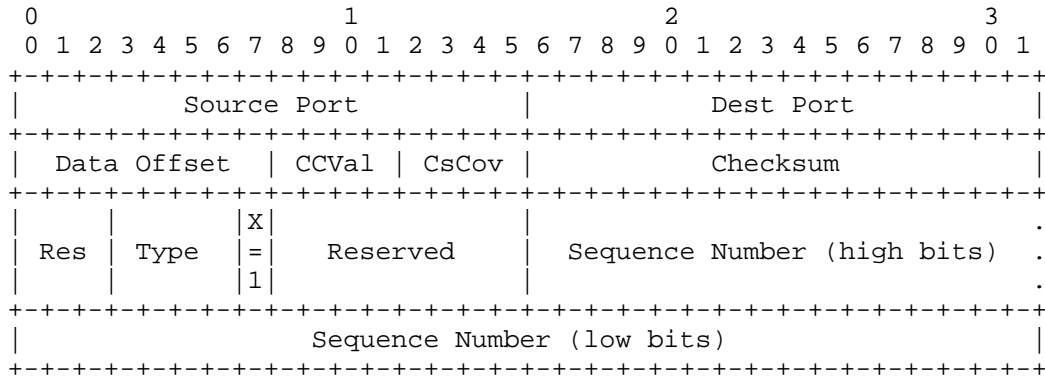 0                   1                   2                   3
 0 1 2 3 4 5 6 7 8 9 0 1 2 3 4 5 6 7 8 9 0 1 2 3 4 5 6 7 8 9 0 1
+-+-+-+-+-+-+-+-+-+-+-+-+-+-+-+-+-+-+-+-+-+-+-+-+-+-+-+-+-+-+-+-+
|          Source Port          |           Dest Port           |
+-+-+-+-+-+-+-+-+-+-+-+-+-+-+-+-+-+-+-+-+-+-+-+-+-+-+-+-+-+-+-+-+
|  Data Offset  | CCVal | CsCov |           Checksum            |
+-+-+-+-+-+-+-+-+-+-+-+-+-+-+-+-+-+-+-+-+-+-+-+-+-+-+-+-+-+-+-+-+
|     |       |X|               |                               .
| Res | Type  |=|   Reserved    |  Sequence Number (high bits)  .
|     |       |1|               |                               .
+-+-+-+-+-+-+-+-+-+-+-+-+-+-+-+-+-+-+-+-+-+-+-+-+-+-+-+-+-+-+-+-+
|                  Sequence Number (low bits)                   |
+-+-+-+-+-+-+-+-+-+-+-+-+-+-+-+-+-+-+-+-+-+-+-+-+-+-+-+-+-+-+-+-+